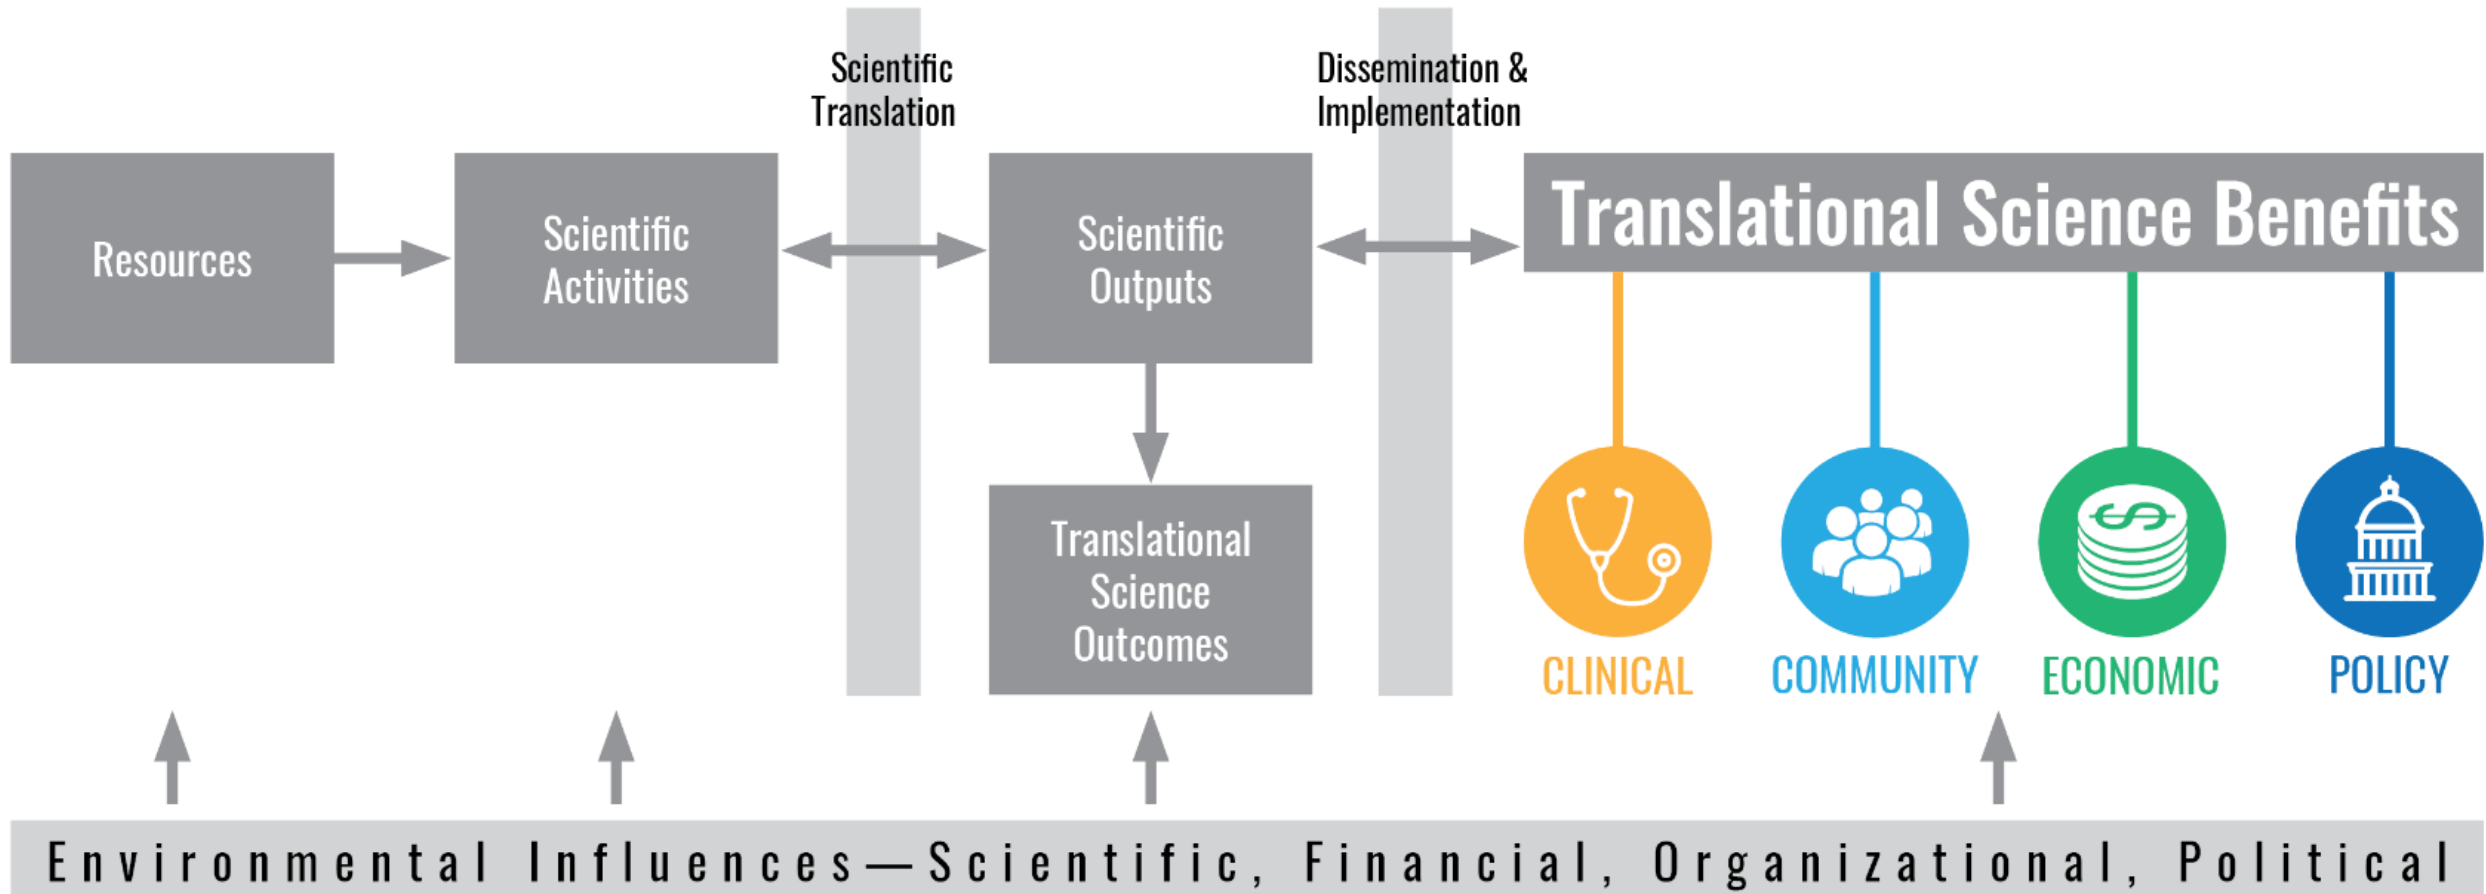 Scientific
Translation
Dissemination &
Implementation
Resources
Scientific
Activities
Scientific
Outputs
Translational Science Benefits
Translational
Science
Outcomes
CLINICAL
COMMUNITY
ECONOMIC
POLICY
Environmental Influences—Scientific, Financial, Organizational, Political